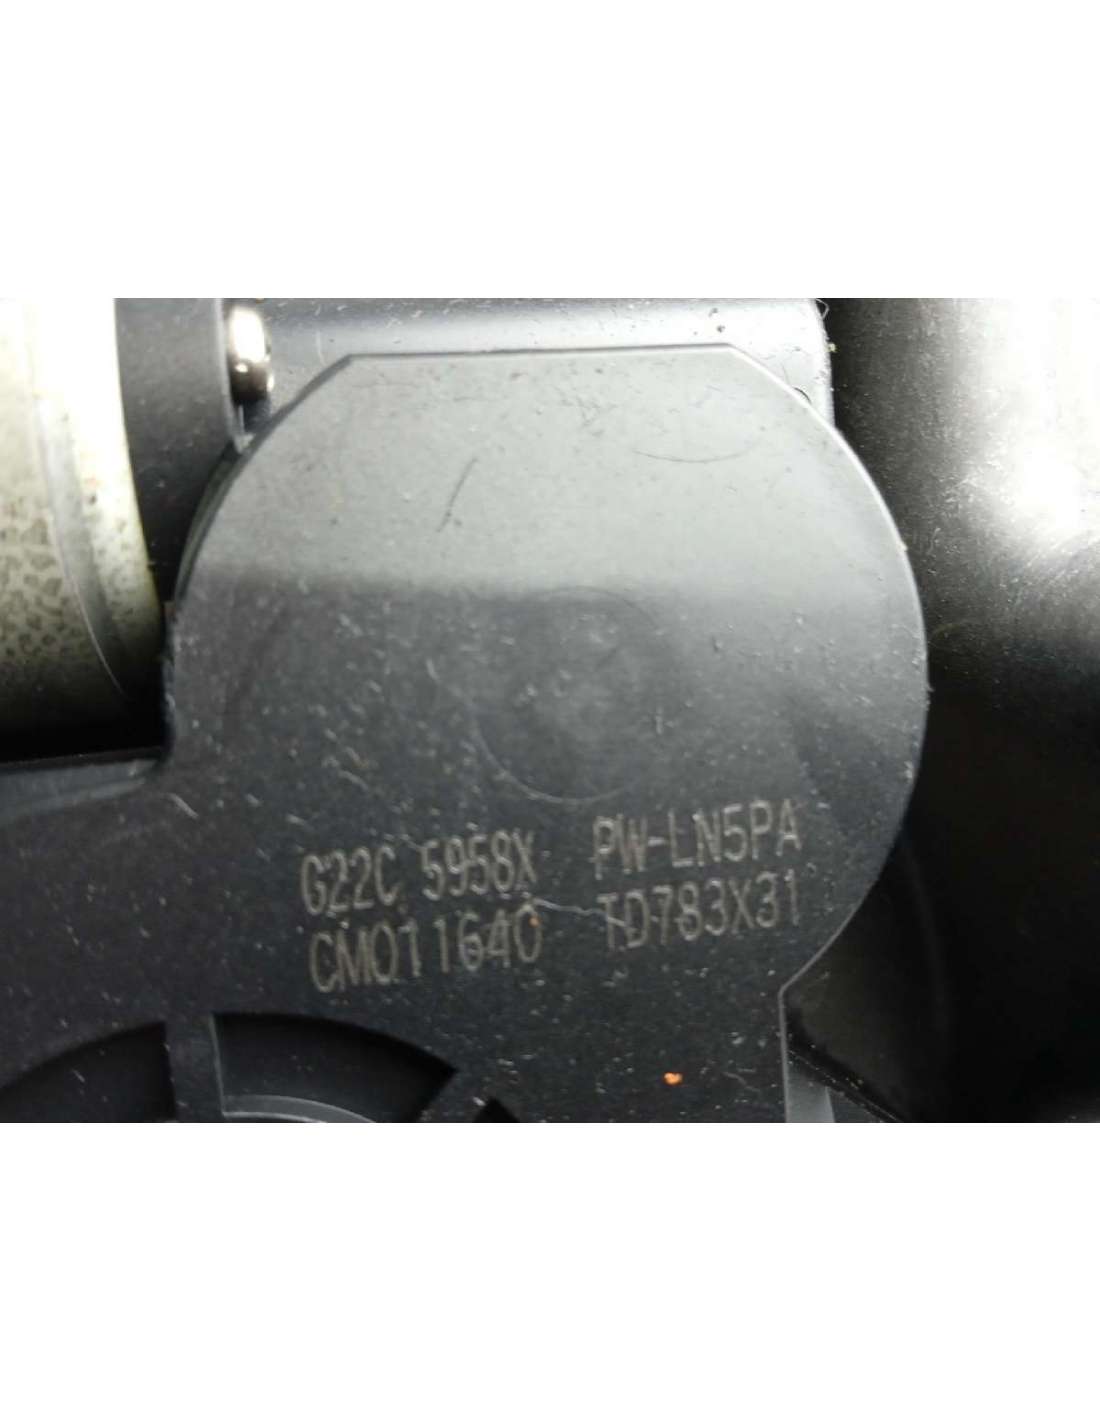 G22C 5958X PW-LN5PA
CM011640 TD783X31